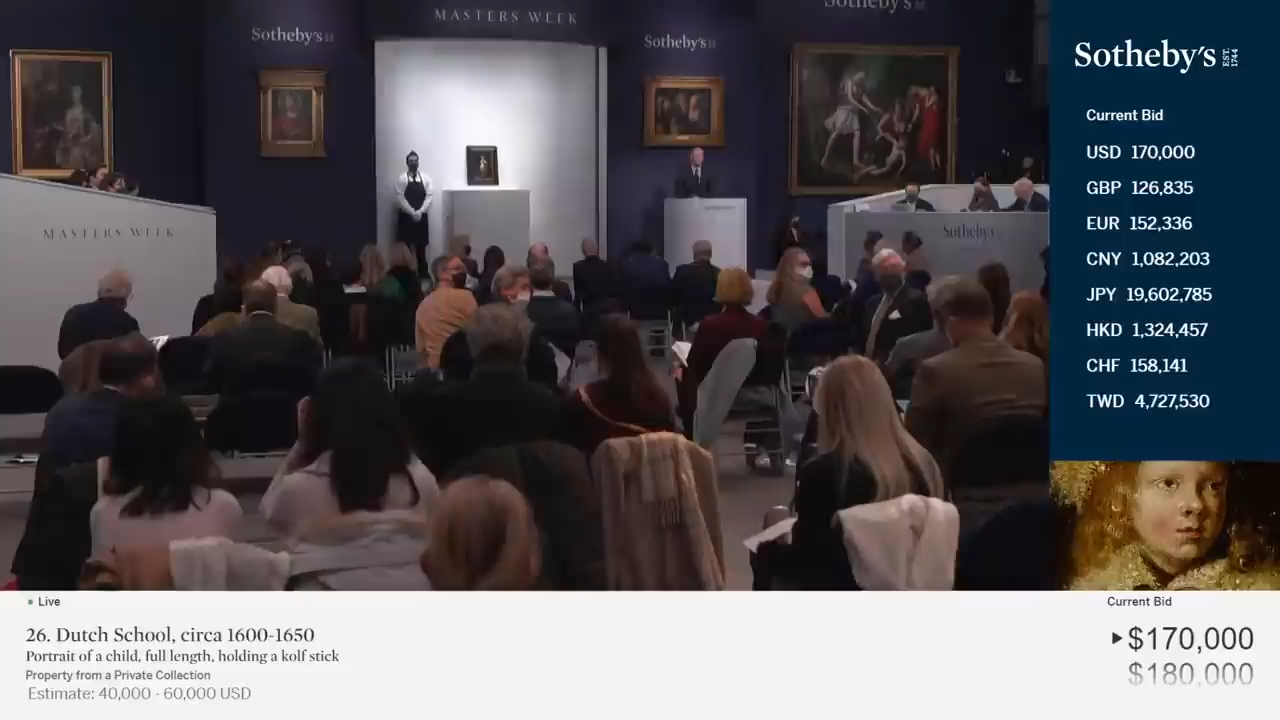 MASTERS WEEK
Sotheby's
Sotheby's
Sotheby's
MASTERS WEEK
Sotheby's
Sotheby's EST. 1744
Current Bid
USD 170,000
GBP 126,835
EUR 152,336
CNY 1,082,203
JPY 19,602,785
HKD 1,324,457
CHF 158,141
TWD 4,727,530
Live
26. Dutch School, circa 1600-1650
Portrait of a child, full length, holding a kolf stick
Property from a Private Collection
Estimate: 40,000 - 60,000 USD
Current Bid
$170,000
$180,000